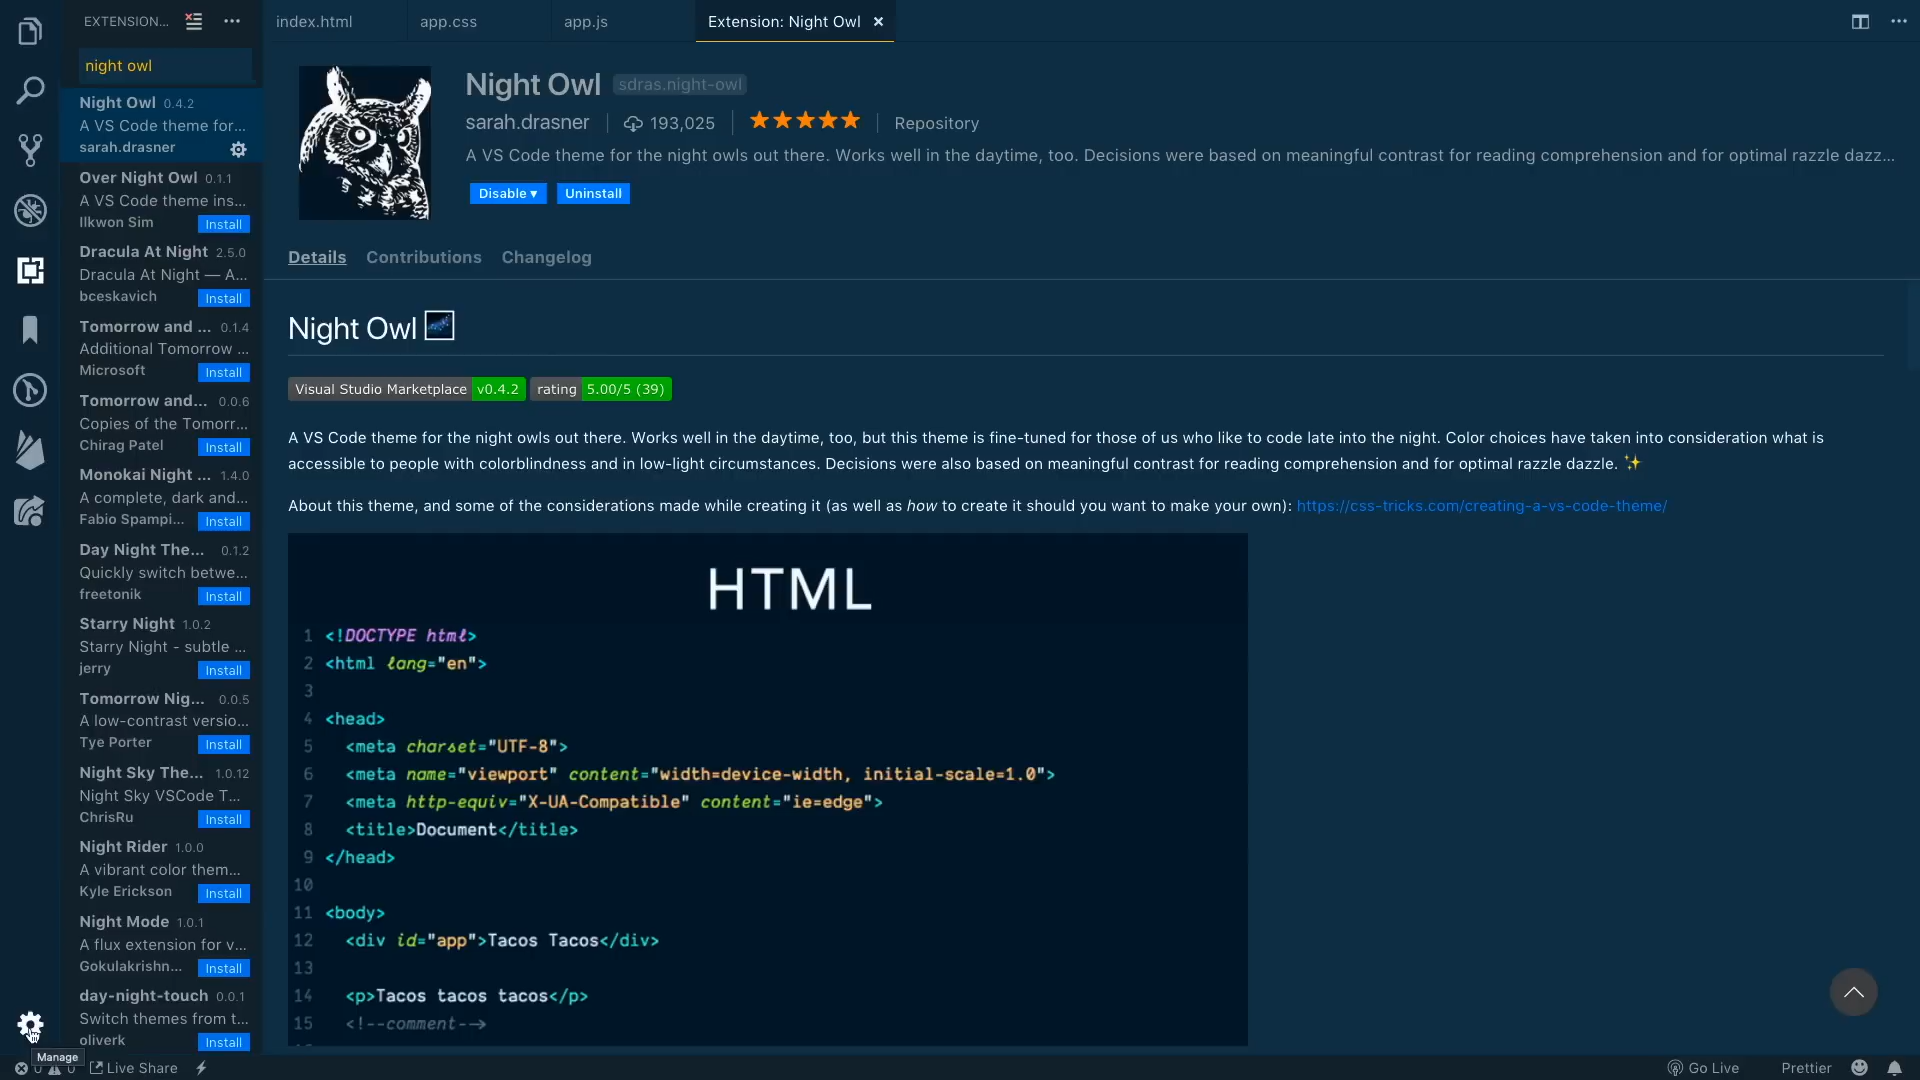 EXTENSION...
night owl
Night Owl 0.4.2
A VS Code theme for...
sarah.drasner
Over Night Owl 0.1.1
A VS Code theme ins...
Ilkwon Sim Install
Dracula At Night 2.5.0
Dracula At Night — A...
bceskavich Install
Tomorrow and ... 0.1.4
Additional Tomorrow ...
Microsoft Install
Tomorrow and... 0.0.6
Copies of the Tomorr...
Chirag Patel Install
Monokai Night ... 1.4.0
A complete, dark and...
Fabio Spampi... Install
Day Night The... 0.1.2
Quickly switch betwe...
freetonik Install
Starry Night 1.0.2
Starry Night - subtle ...
jerry Install
Tomorrow Nig... 0.0.5
A low-contrast versio...
Tye Porter Install
Night Sky The... 1.0.12
Night Sky VSCode T...
ChrisRu Install
Night Rider 1.0.0
A vibrant color them...
Kyle Erickson Install
Night Mode 1.0.1
A flux extension for v...
Gokulakrishn... Install
day-night-touch 0.0.1
Switch themes from t...
oliverk Install
index.html app.css app.js Extension: Night Owl ×
Night Owl sdras.night-owl
sarah.drasner 193,025 Repository
A VS Code theme for the night owls out there. Works well in the daytime, too. Decisions were based on meaningful contrast for reading comprehension and for optimal razzle dazz...
Disable ▾ Uninstall
Details Contributions Changelog
Night Owl
Visual Studio Marketplace v0.4.2 rating 5.00/5 (39)
A VS Code theme for the night owls out there. Works well in the daytime, too, but this theme is fine-tuned for those of us who like to code late into the night. Color choices have taken into consideration what is
accessible to people with colorblindness and in low-light circumstances. Decisions were also based on meaningful contrast for reading comprehension and for optimal razzle dazzle. ✨
About this theme, and some of the considerations made while creating it (as well as how to create it should you want to make your own): https://css-tricks.com/creating-a-vs-code-theme/
HTML
1 <!DOCTYPE html>
2 <html lang="en">
3
4 <head>
5 <meta charset="UTF-8">
6 <meta name="viewport" content="width=device-width, initial-scale=1.0">
7 <meta http-equiv="X-UA-Compatible" content="ie=edge">
8 <title>Document</title>
9 </head>
10
11 <body>
12 <div id="app">Tacos Tacos</div>
13
14 <p>Tacos tacos tacos</p>
15 <!--comment-->
Manage
0 0 Live Share Go Live Prettier